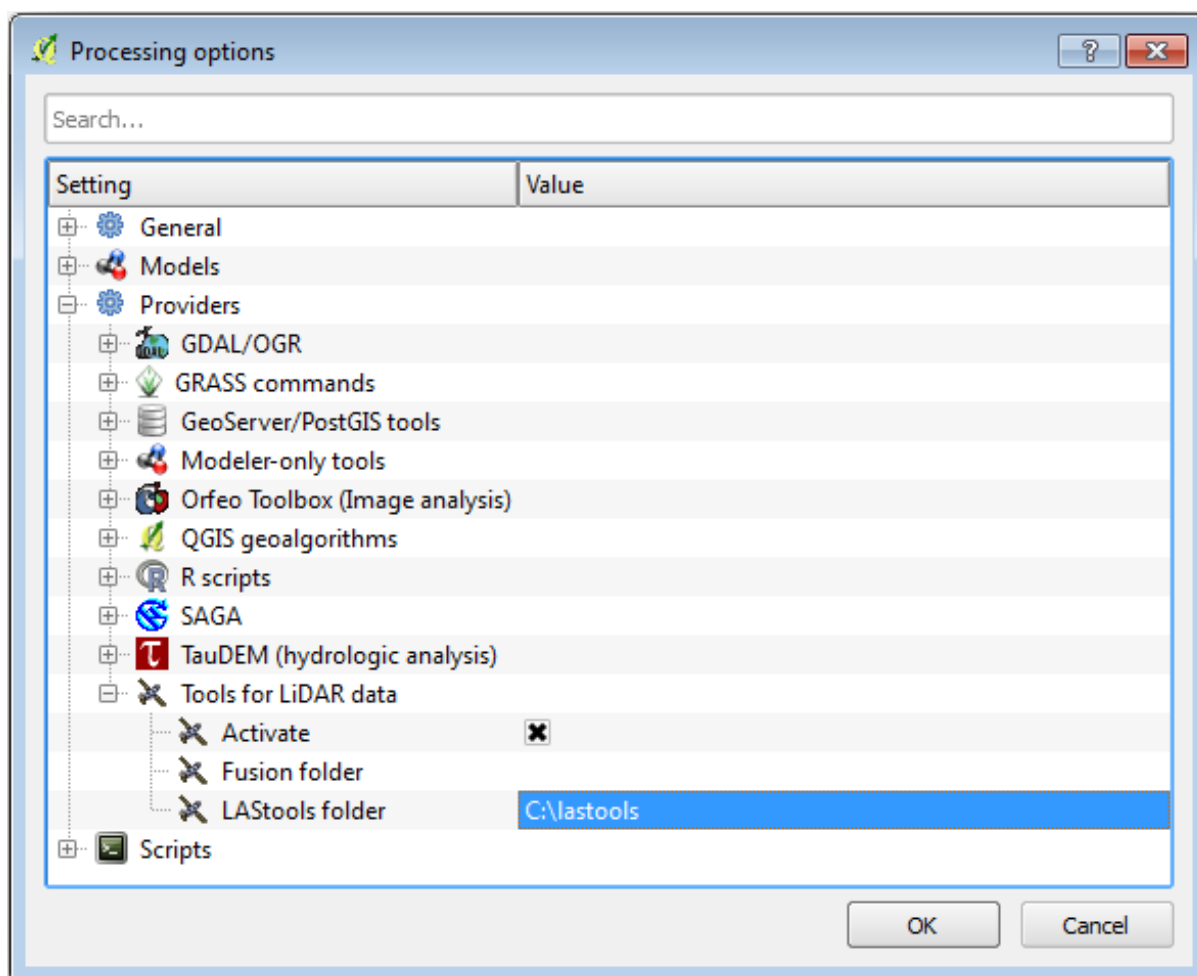 Processing options
Search...
Setting Value
General
Models
Providers
GDAL/OGR
GRASS commands
GeoServer/PostGIS tools
Modeler-only tools
Orfeo Toolbox (Image analysis)
QGIS geoalgorithms
R scripts
SAGA
TauDEM (hydrologic analysis)
Tools for LiDAR data
Activate
Fusion folder
LAStools folder C:\lastools
Scripts
OK Cancel